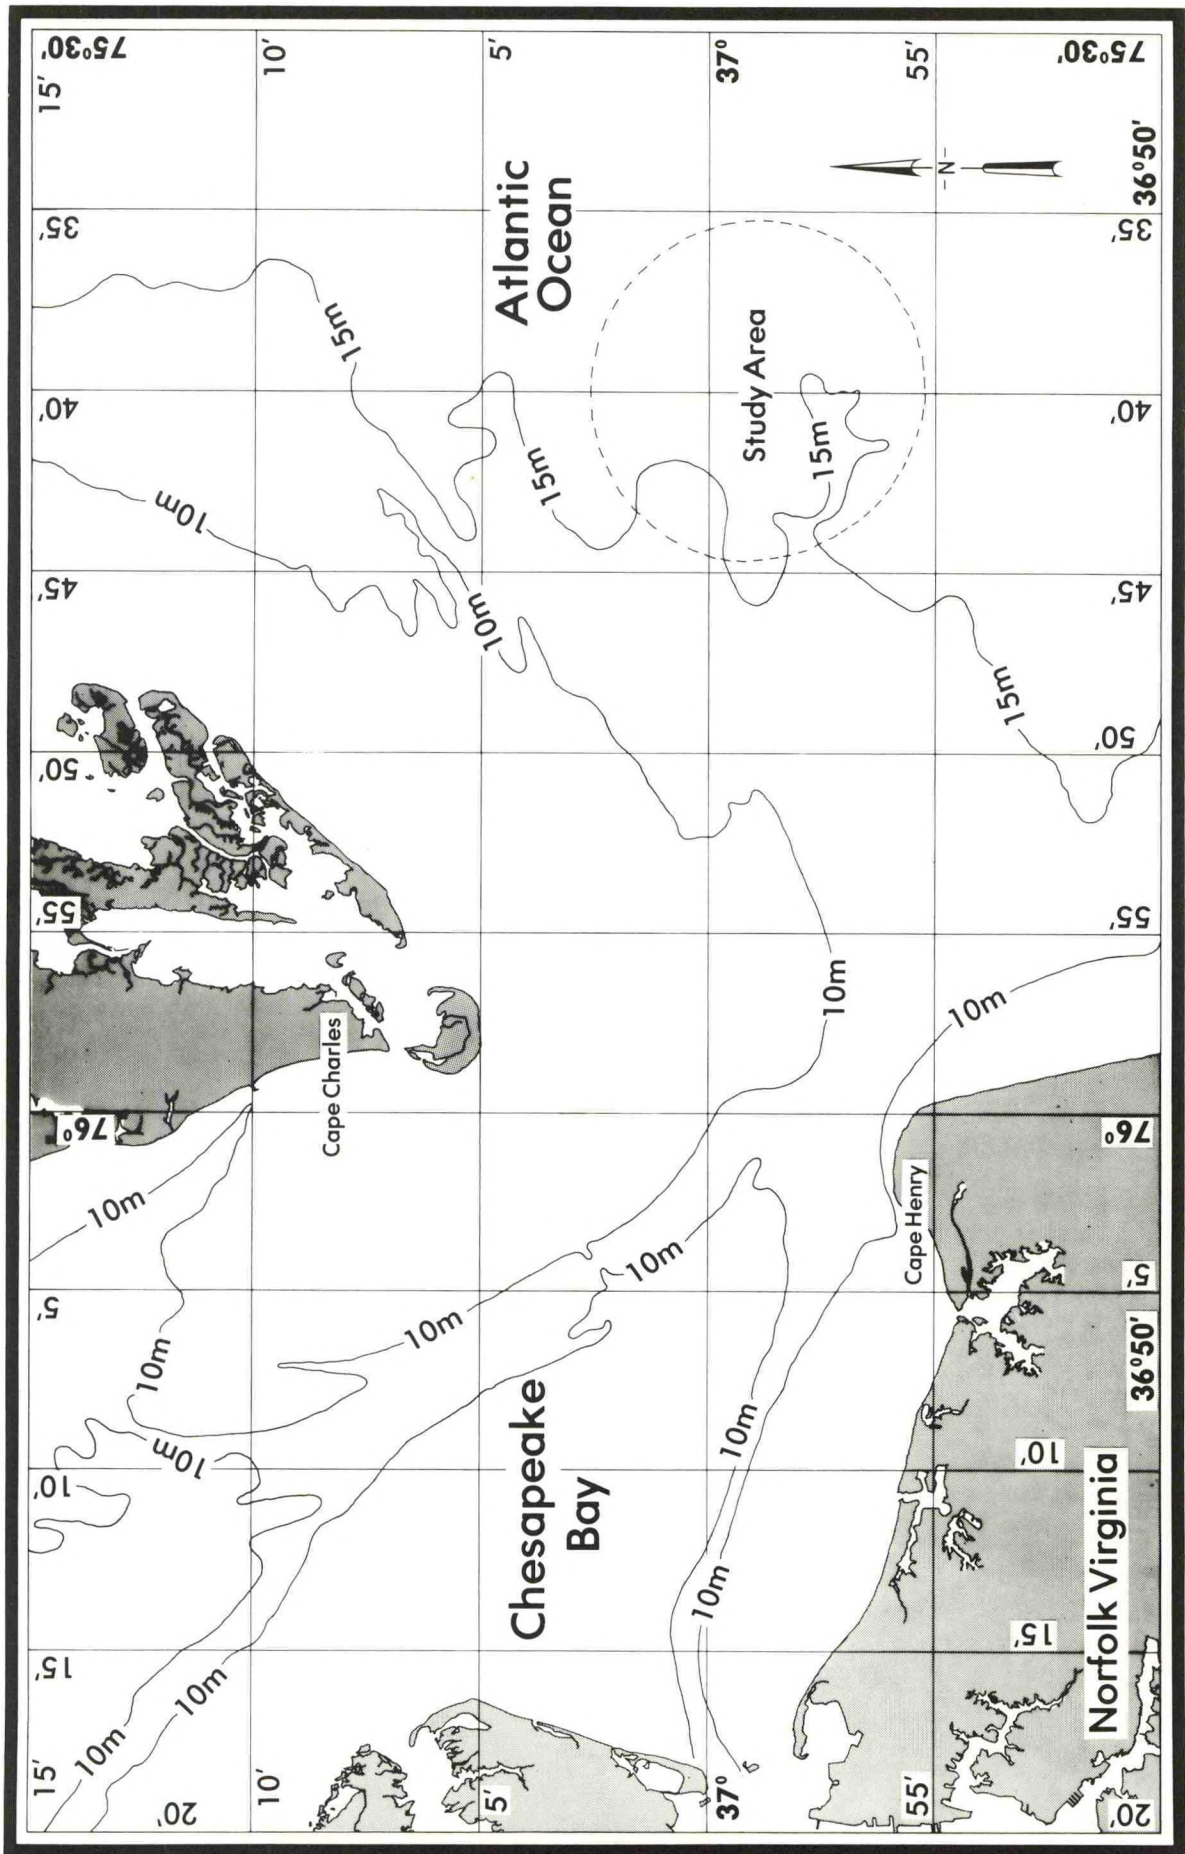 75°30'
75°30'
15'
10'
5'
37°
55'
36°50'
-N-
35'
35'
Atlantic
Ocean
15m
40'
40'
Study Area
15m
15m
10m
45'
45'
10m
15m
50'
50'
55'
55'
10m
10m
Cape Charles
76°
76°
10m
Cape Henry
10m
5'
5'
10m
10m
36°50'
10m
10m
10'
10'
Chesapeake
Bay
10m
Norfolk Virginia
15'
15'
10m
10m
15'
10'
5'
37°
55'
20'
20'